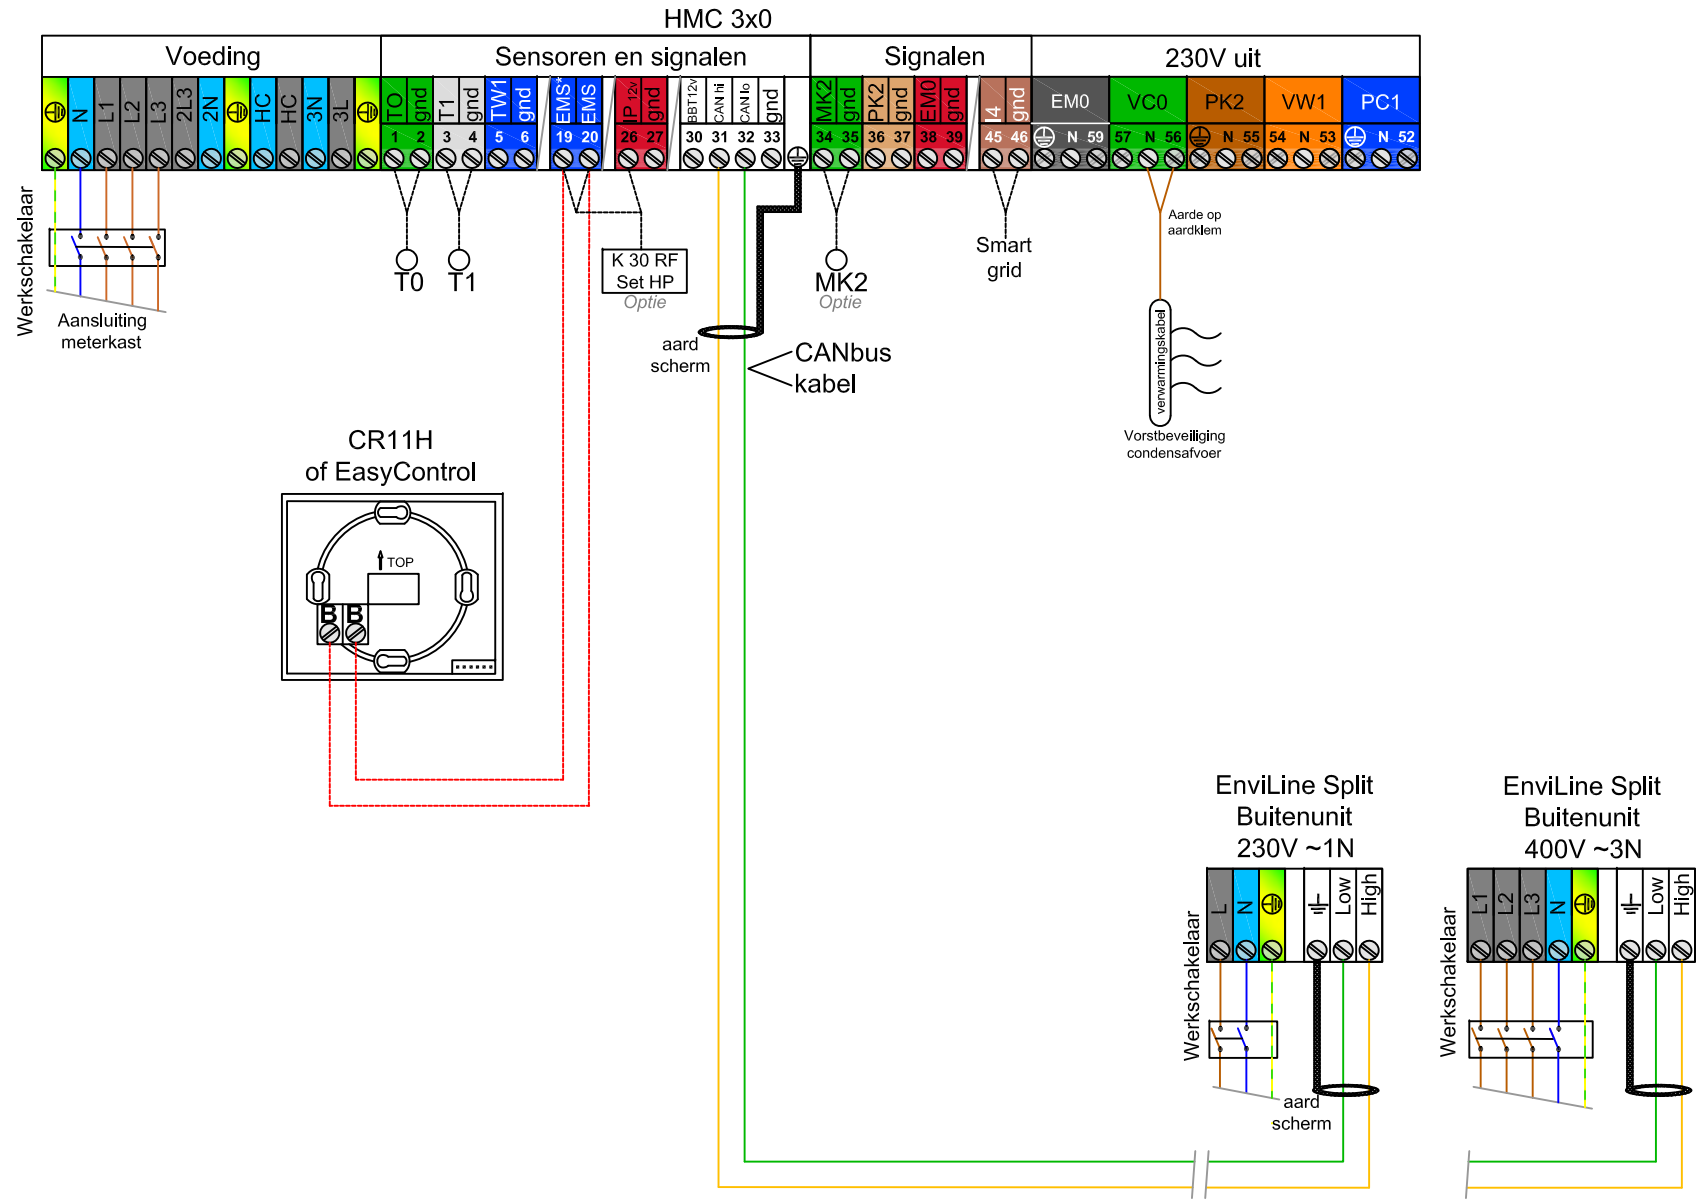 HMC 3x0
Voeding
Sensoren en signalen
Signalen
230V uit
N
L1
L2
L3
2L3
2N
HC
HC
3N
3L
TO
gnd
T1
gnd
TW1
gnd
EMS*
EMS
IP 12v
gnd
BBT12v
CAN hi
CAN lo
gnd
MK2
gnd
PK2
gnd
EM0
gnd
I4
gnd
EM0
VC0
PK2
VW1
PC1
1 2 3 4 5 6 19 20 26 27 30 31 32 33 34 35 36 37 38 39 45 46 N 59 57 N 56 N 55 54 N 53 N 52
Werkschakelaar
Aansluiting
meterkast
T0
T1
K 30 RF
Set HP
Optie
MK2
Optie
Smart
grid
Aarde op
aardklem
verwarmingskabel
Vorstbeveiliging
condensafvoer
aard
scherm
CANbus
kabel
CR11H
of EasyControl
TOP
B B
EnviLine Split
Buitenunit
230V ~1N
L
N
Low
High
Werkschakelaar
aard
scherm
EnviLine Split
Buitenunit
400V ~3N
L1
L2
L3
N
Low
High
Werkschakelaar